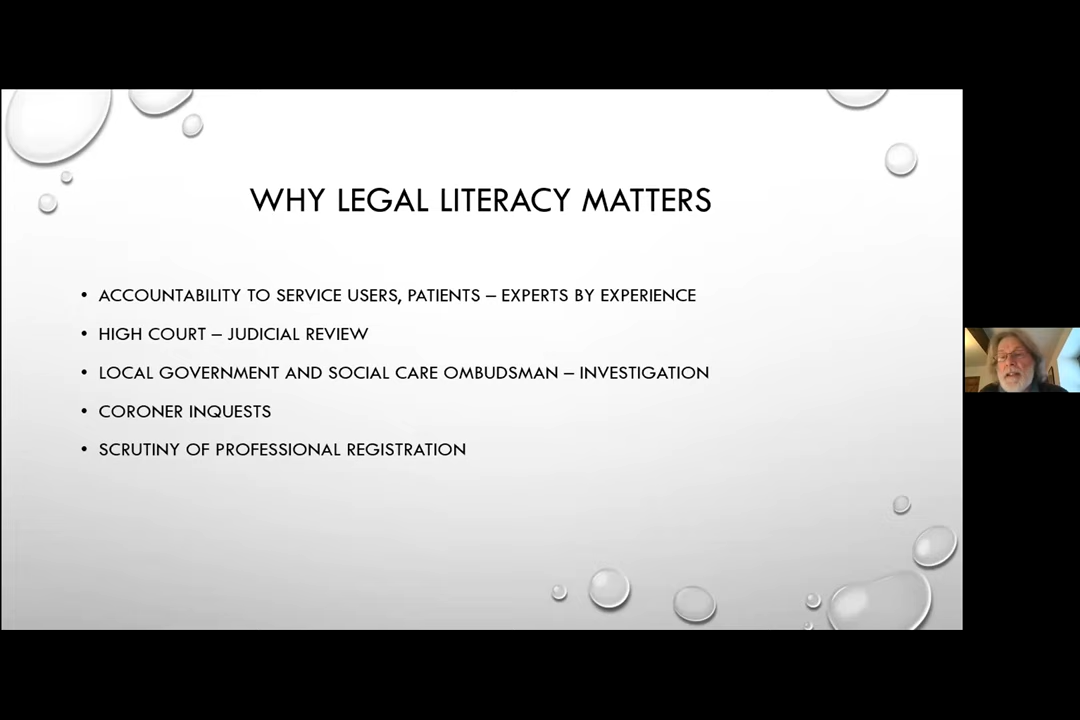 WHY LEGAL LITERACY MATTERS
• ACCOUNTABILITY TO SERVICE USERS, PATIENTS – EXPERTS BY EXPERIENCE
• HIGH COURT – JUDICIAL REVIEW
• LOCAL GOVERNMENT AND SOCIAL CARE OMBUDSMAN – INVESTIGATION
• CORONER INQUESTS
• SCRUTINY OF PROFESSIONAL REGISTRATION